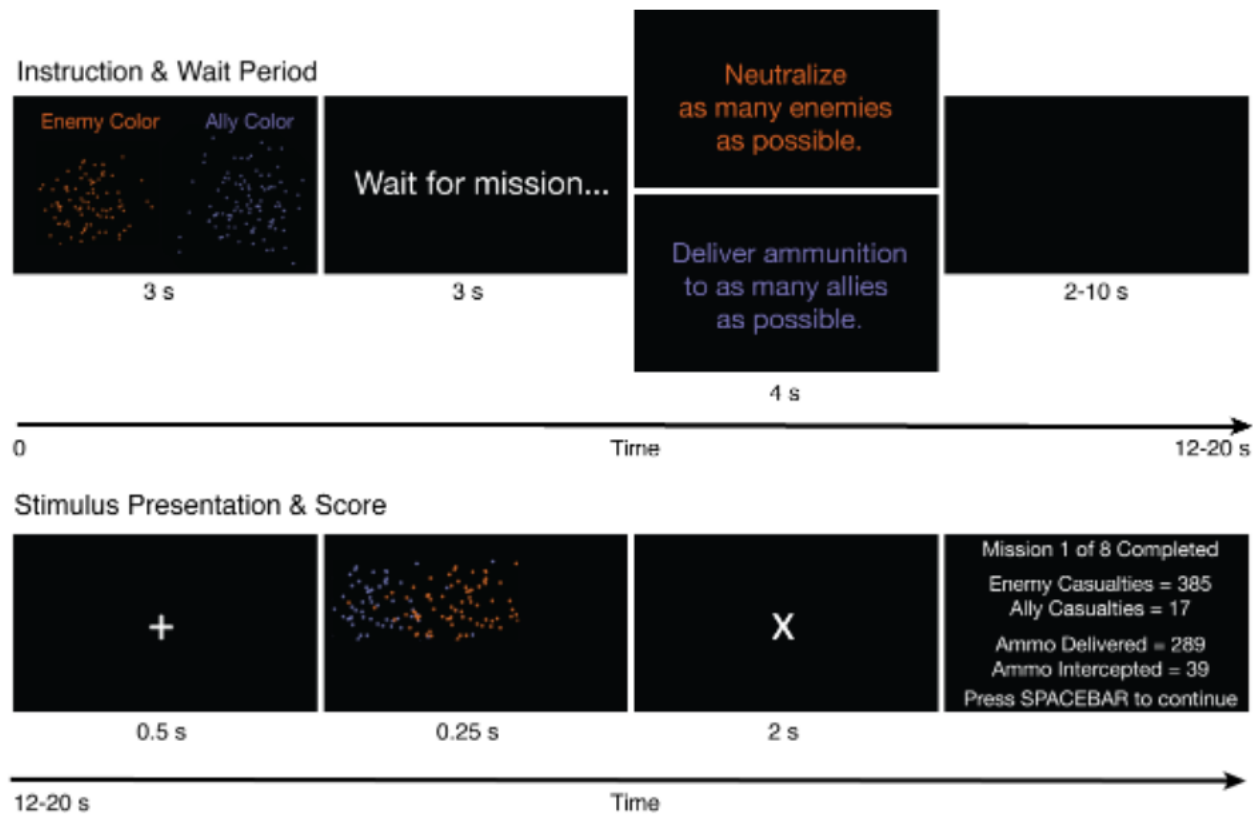 Instruction & Wait Period
Enemy Color
Ally Color
Wait for mission...
Neutralize
as many enemies
as possible.
Deliver ammunition
to as many allies
as possible.
3 s
3 s
4 s
2-10 s
0
Time
12-20 s
Stimulus Presentation & Score
+
X
Mission 1 of 8 Completed
Enemy Casualties = 385
Ally Casualties = 17
Ammo Delivered = 289
Ammo Intercepted = 39
Press SPACEBAR to continue
0.5 s
0.25 s
2 s
12-20 s
Time